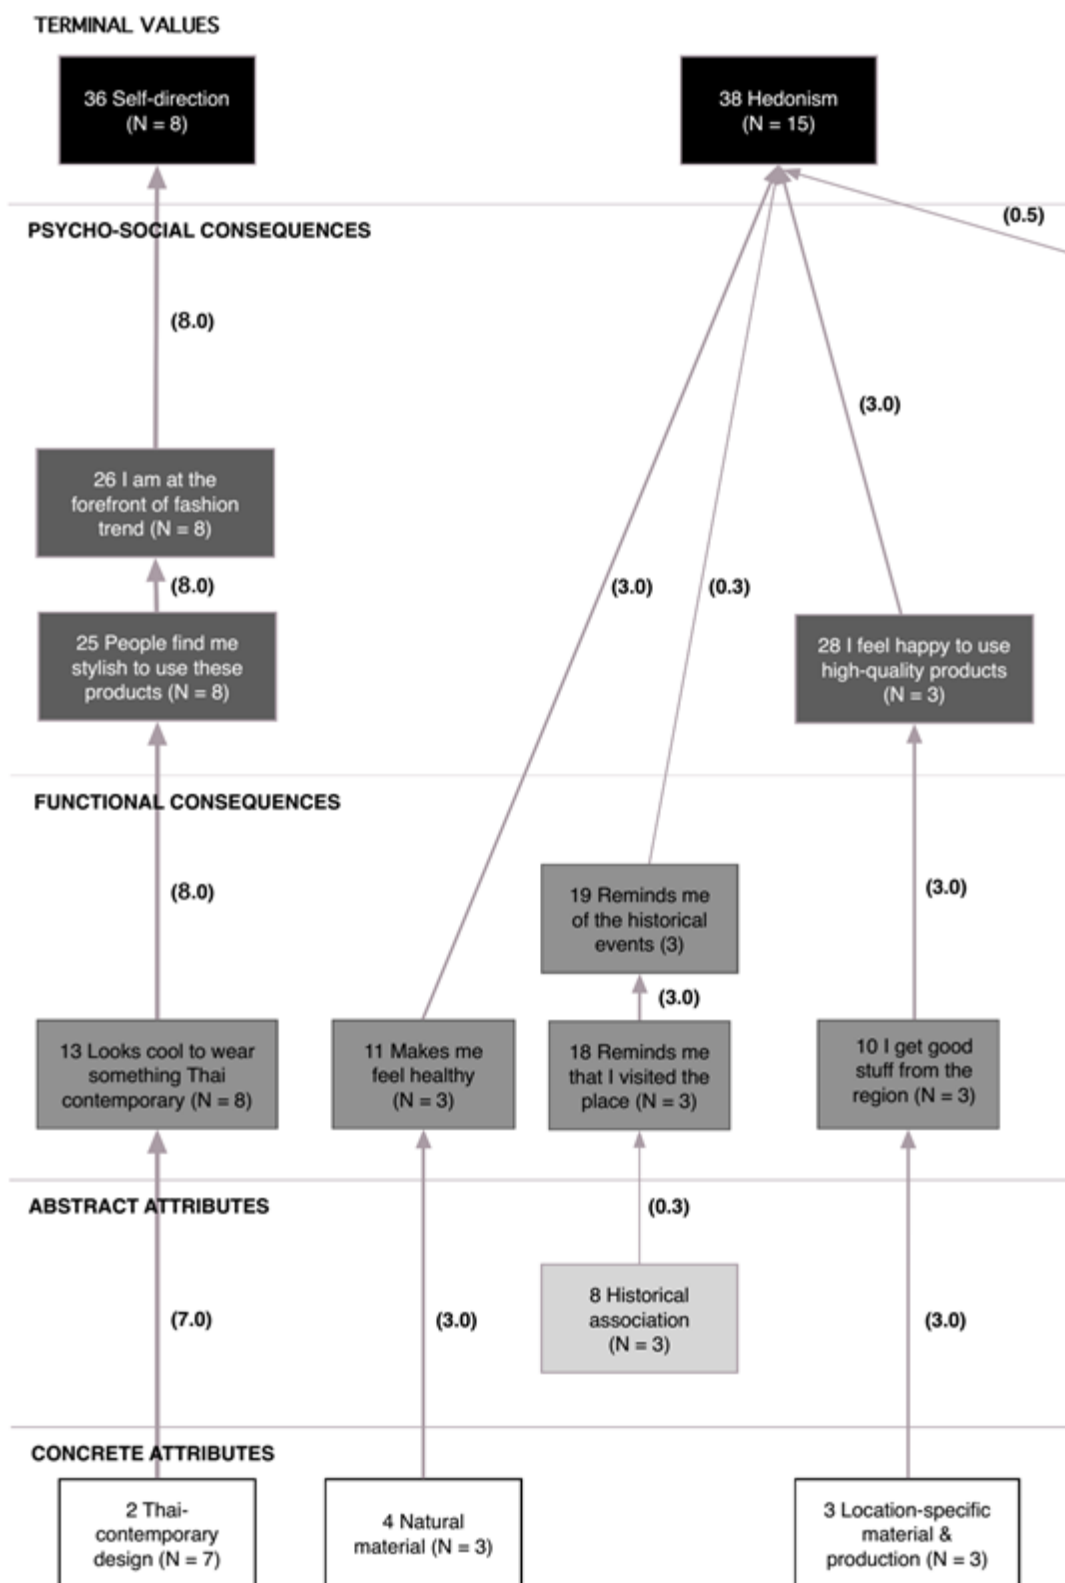 TERMINAL VALUES
36 Self-direction
(N = 8)
38 Hedonism
(N = 15)
(0.5)
PSYCHO-SOCIAL CONSEQUENCES
(8.0)
(3.0)
26 I am at the
forefront of fashion
trend (N = 8)
(8.0)
(3.0)
(0.3)
25 People find me
stylish to use these
products (N = 8)
28 I feel happy to use
high-quality products
(N = 3)
FUNCTIONAL CONSEQUENCES
(8.0)
19 Reminds me
of the historical
events (3)
(3.0)
(3.0)
13 Looks cool to wear
something Thai
contemporary (N = 8)
11 Makes me
feel healthy
(N = 3)
18 Reminds me
that I visited the
place (N = 3)
10 I get good
stuff from the
region (N = 3)
ABSTRACT ATTRIBUTES
(0.3)
8 Historical
association
(N = 3)
(7.0)
(3.0)
(3.0)
CONCRETE ATTRIBUTES
2 Thai-
contemporary
design (N = 7)
4 Natural
material (N = 3)
3 Location-specific
material &
production (N = 3)